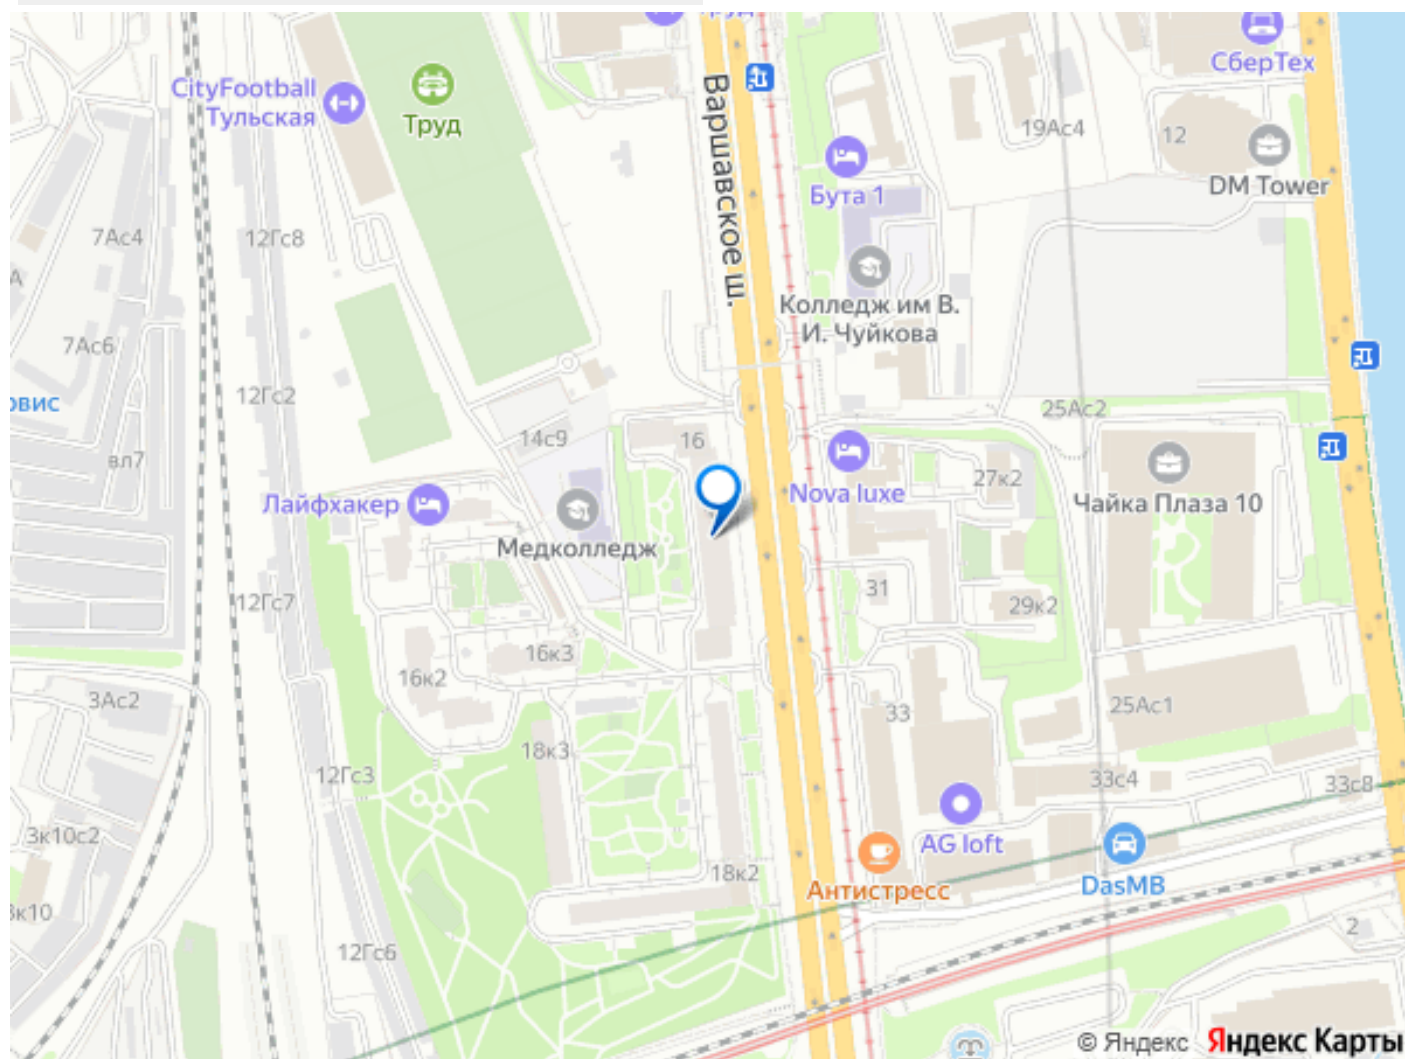 CityFootball
Тульская
Труд
Варшавское ш.
СберТех
19Ас4
12
DM Tower
Бута 1
7Ас4
12Гс8
Колледж им В.
И. Чуйкова
7Ас6
12Гс2
25Ас2
14с9
16
вл7
Nova luxe
27к2
Чайка Плаза 10
Лайфхакер
Медколледж
12Гс7
31
29к2
16к3
16к2
3Ас2
33
25Ас1
18к3
12Гс3
33с4
33с8
3к10с2
AG loft
18к2
Антистресс
DasMB
12Гс6
2
© Яндекс Яндекс Карты